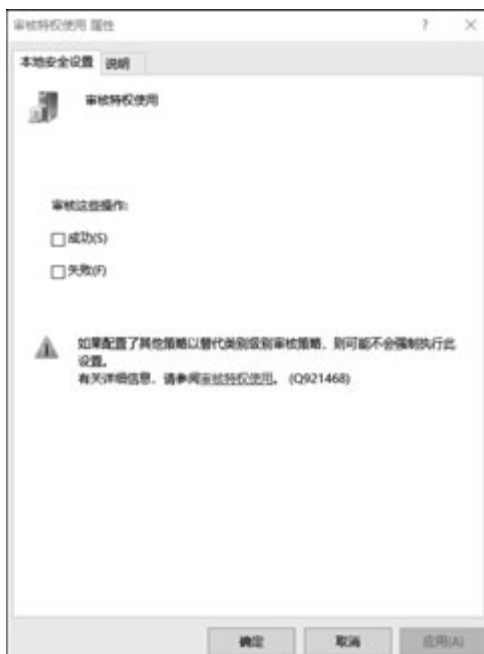 审核特权使用 属性
?
×
本地安全设置
说明
审核特权使用
审核这些操作:
成功(S)
失败(F)
如果配置了其他策略以替代类别级别审核策略，则可能不会强制执行此
设置。
有关详细信息，请参阅审核特权使用。 (Q921468)
确定
取消
应用(A)